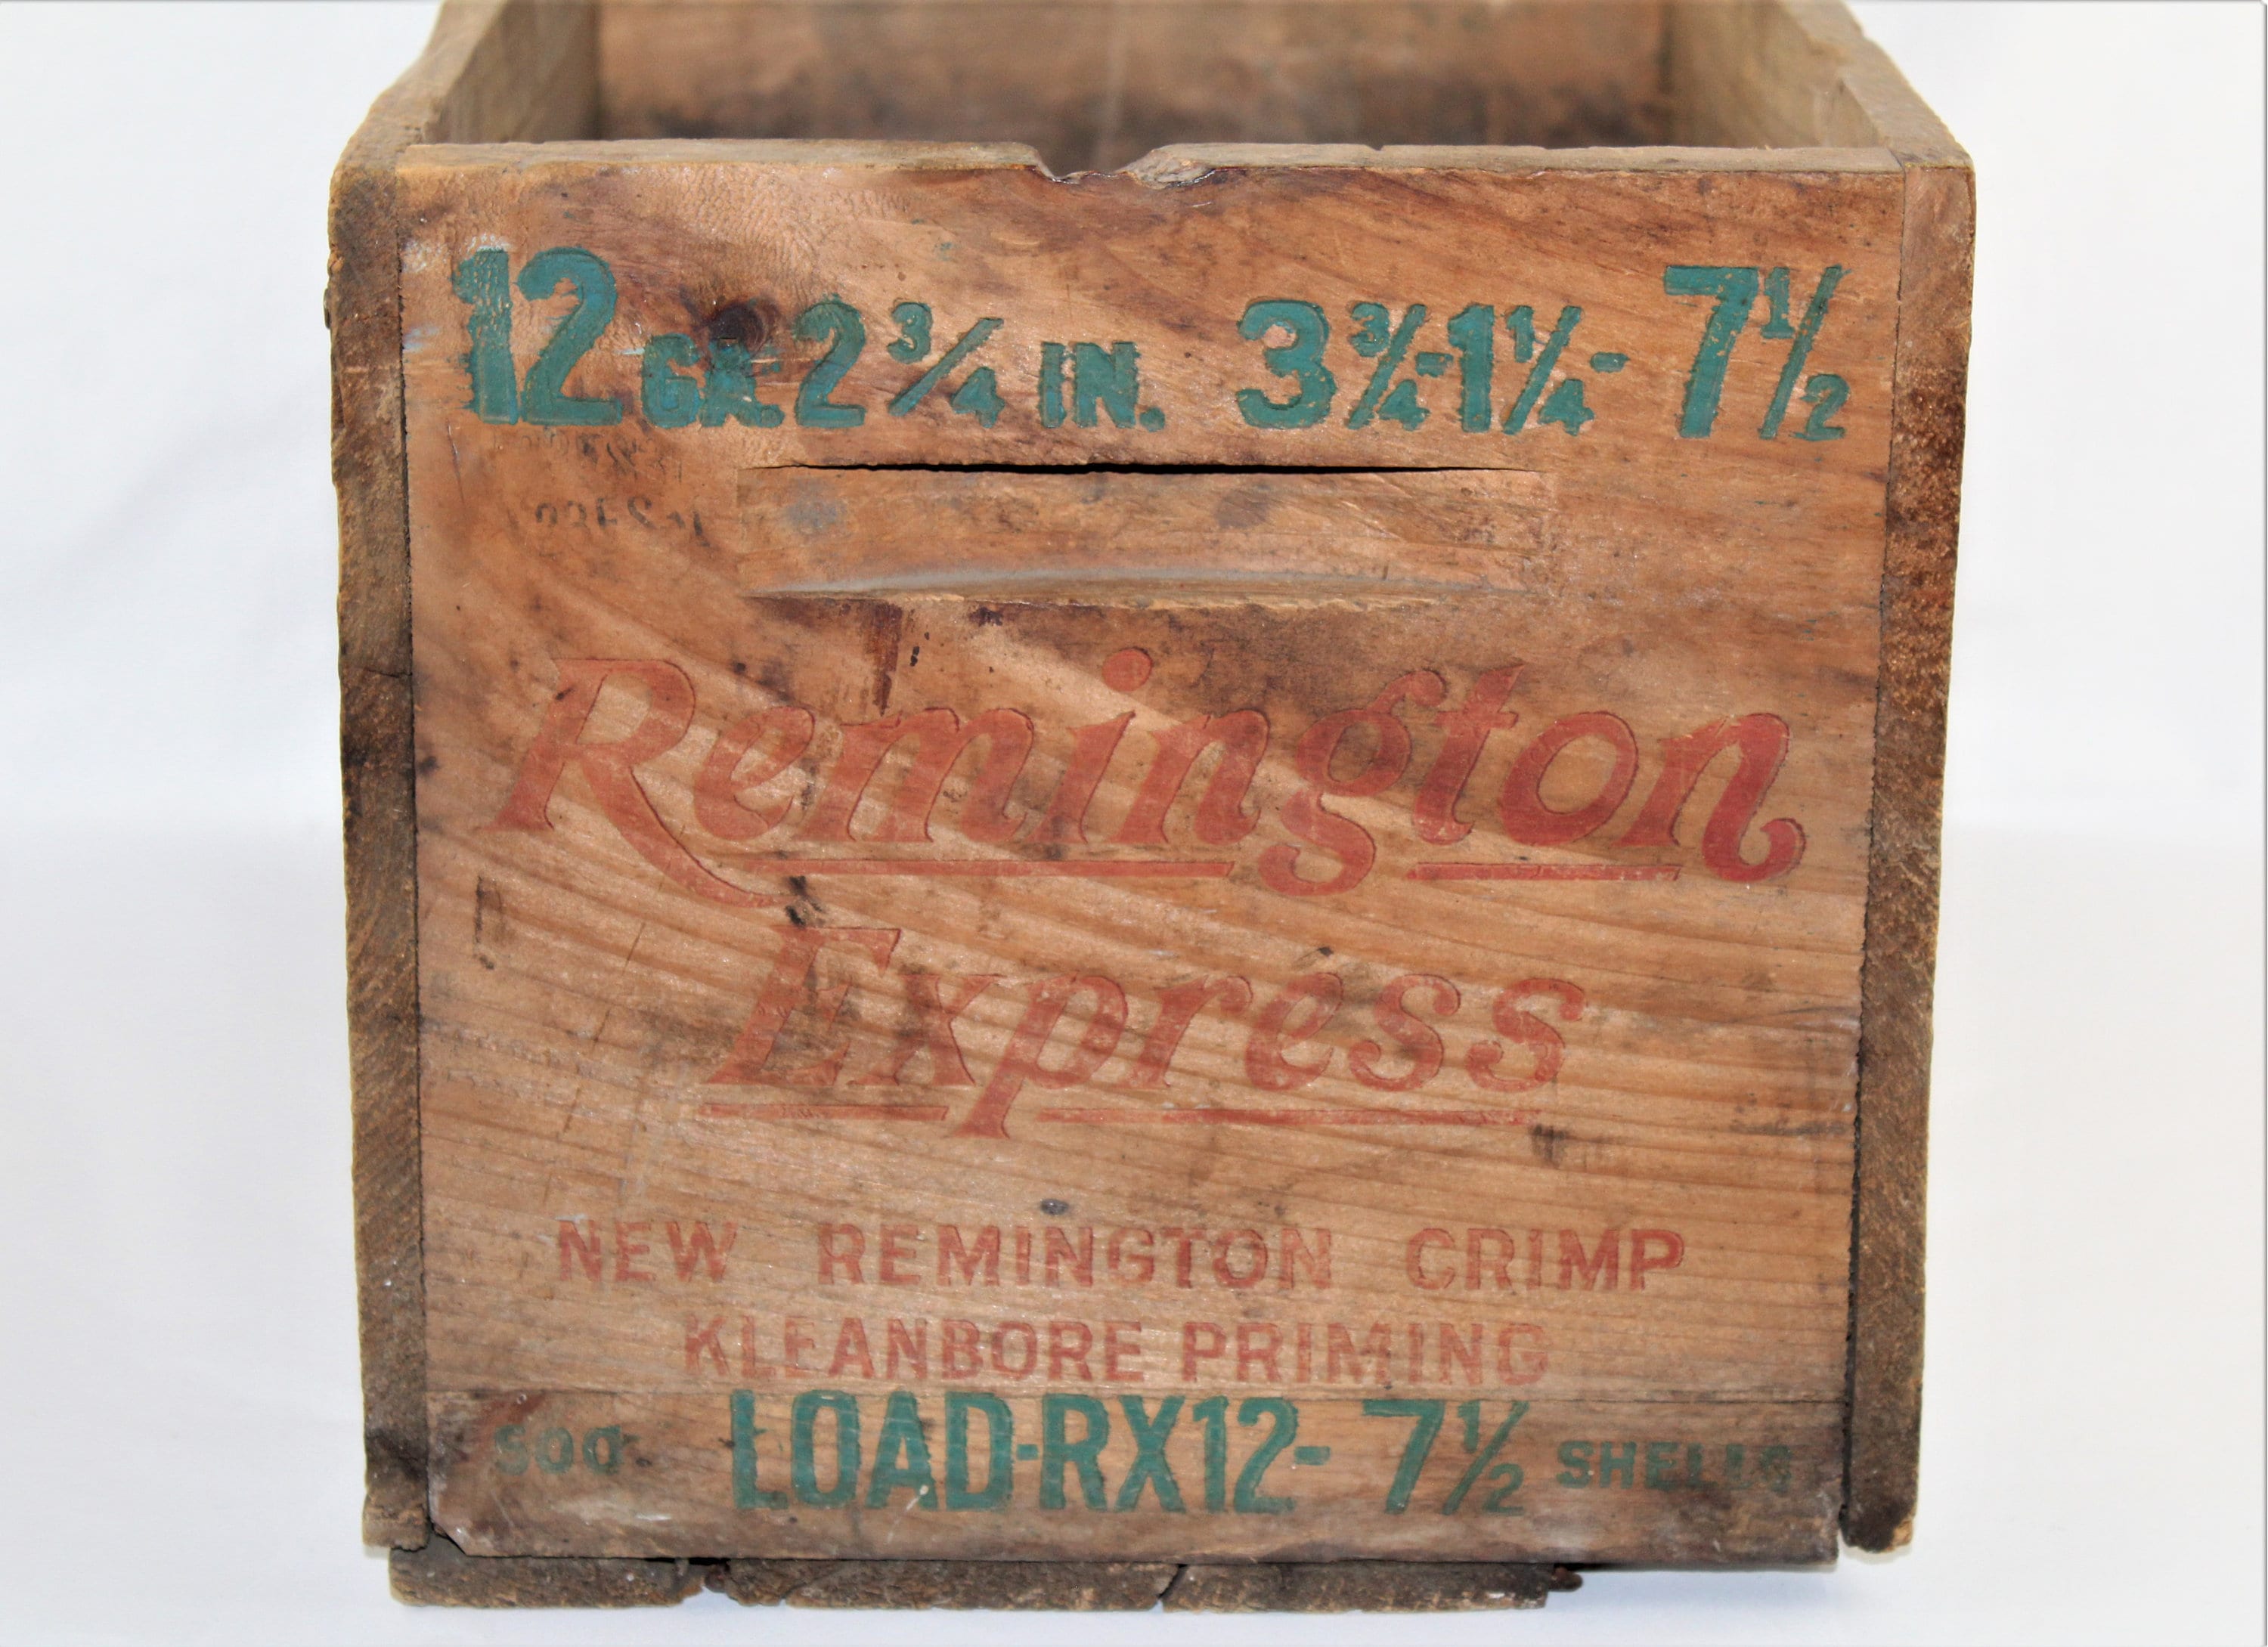 12 GA. 2 3/4 IN. 3 3/4-1 1/4-7 1/2
Remington
Express
NEW REMINGTON CRIMP
KLEANBORE PRIMING
500 LOAD-RX12-7 1/2 SHELLS